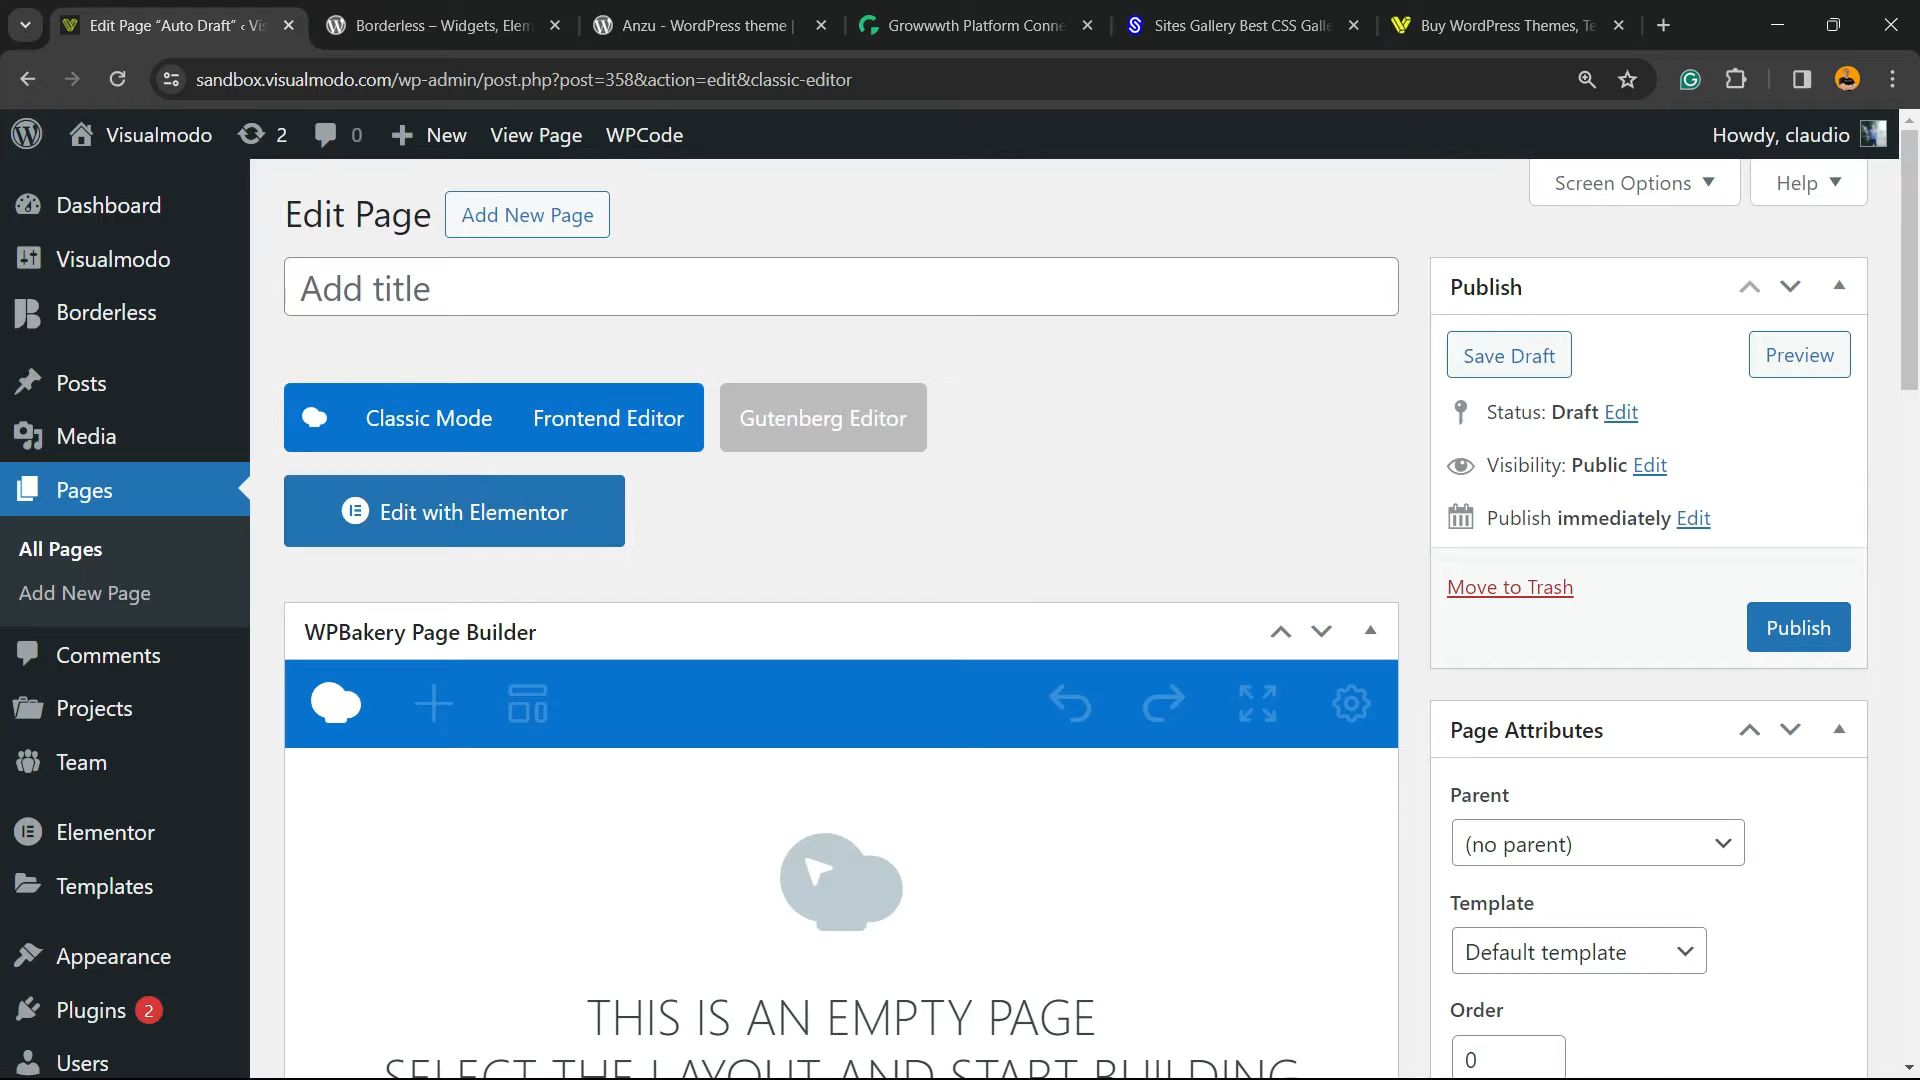 Edit Page “Auto Draft” ‹ Vis
Borderless – Widgets, Elem
Anzu - WordPress theme |
Growwwth Platform Conne
Sites Gallery Best CSS Galle
Buy WordPress Themes, Te
sandbox.visualmodo.com/wp-admin/post.php?post=358&action=edit&classic-editor
Visualmodo
2
0
New
View Page
WPCode
Howdy, claudio
Dashboard
Visualmodo
Borderless
Posts
Media
Pages
All Pages
Add New Page
Comments
Projects
Team
Elementor
Templates
Appearance
Plugins 2
Users
Screen Options
Help
Edit Page
Add New Page
Add title
Classic Mode
Frontend Editor
Gutenberg Editor
Edit with Elementor
WPBakery Page Builder
THIS IS AN EMPTY PAGE
SELECT THE LAYOUT AND START BUILDING
Publish
Save Draft
Preview
Status: Draft Edit
Visibility: Public Edit
Publish immediately Edit
Move to Trash
Publish
Page Attributes
Parent
(no parent)
Template
Default template
Order
0